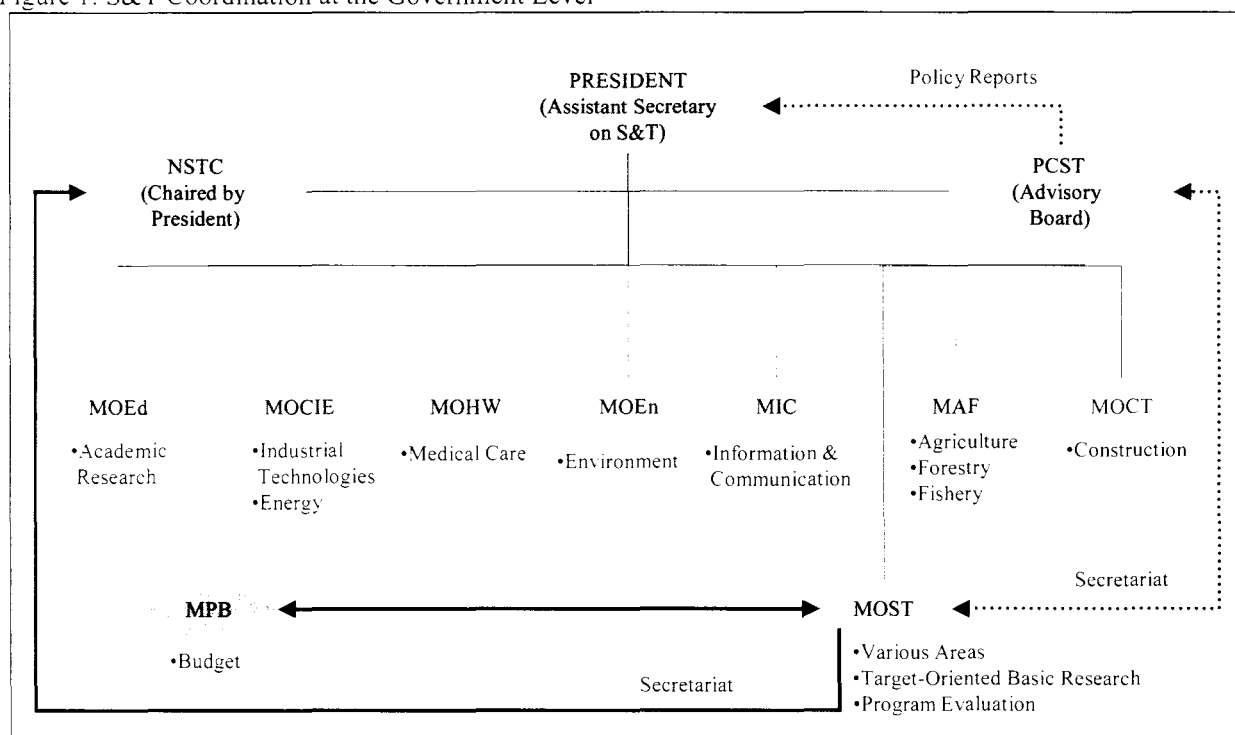 Figure 1: S&T Coordination at the Government Level
PRESIDENT
(Assistant Secretary
on S&T)
Policy Reports
NSTC
(Chaired by
President)
PCST
(Advisory
Board)
MOEd
•Academic
Research
MOCIE
•Industrial
Technologies
•Energy
MOHW
•Medical Care
MOEn
•Environment
MIC
•Information &
Communication
MAF
•Agriculture
•Forestry
•Fishery
MOCT
•Construction
Secretariat
MPB
•Budget
MOST
•Various Areas
•Target-Oriented Basic Research
•Program Evaluation
Secretariat